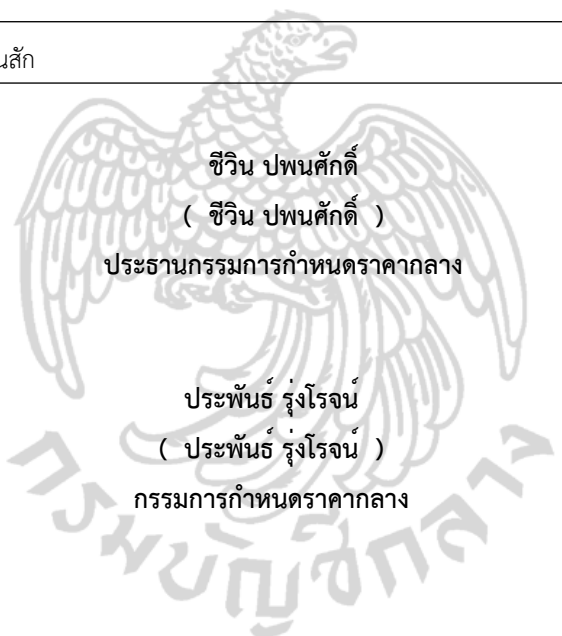 นสัก
ชีวิน ปพนศักดิ์
( ชีวิน ปพนศักดิ์ )
ประธานกรรมการกำหนดราคากลาง
ประพันธ์ รุ่งโรจน์
( ประพันธ์ รุ่งโรจน์ )
กรรมการกำหนดราคากลาง
กรมบัญชีกลาง